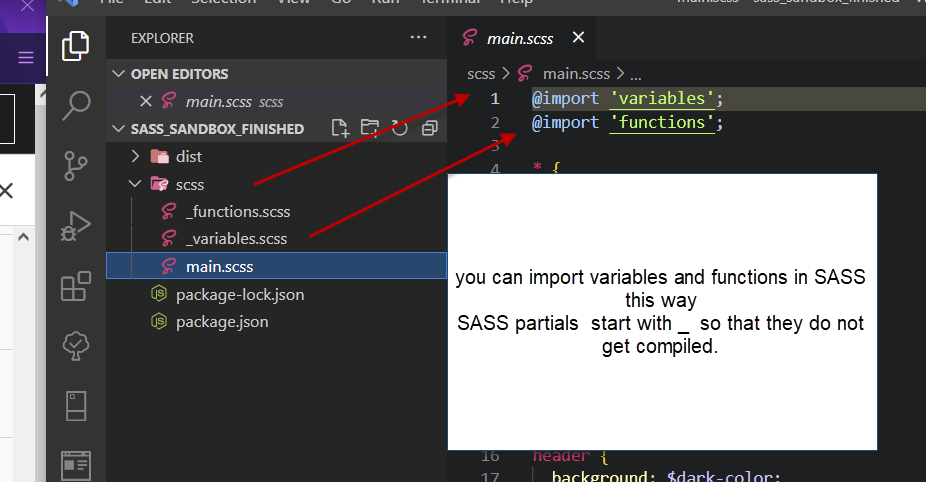 File Edit Selection View Go Run Terminal Help main.scss - sass_sandbox_finished
EXPLORER
OPEN EDITORS
main.scss scss
SASS_SANDBOX_FINISHED
dist
scss
_functions.scss
_variables.scss
main.scss
package-lock.json
package.json
main.scss
scss > main.scss > ...
1 @import 'variables';
2 @import 'functions';
3
4 * {
you can import variables and functions in SASS
this way
SASS partials start with _ so that they do not
get compiled.
16 header {
17 background: $dark-color;